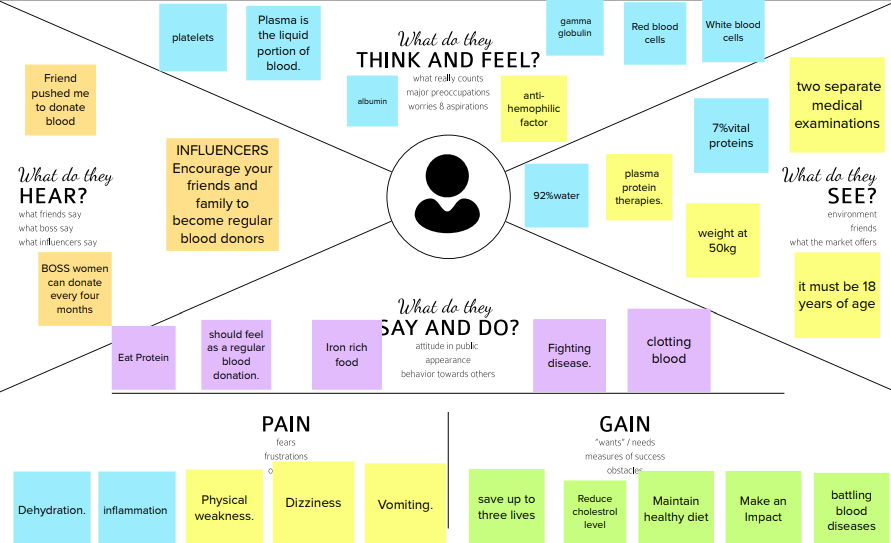 platelets
Plasma is
the liquid
portion of
blood.
What do they
THINK AND FEEL?
what really counts
major preoccupations
worries & aspirations
albumin
anti-
hemophilic
factor
gamma
globulin
Red blood
cells
White blood
cells
Friend
pushed me
to donate
blood
What do they
HEAR?
what friends say
what boss say
what influencers say
INFLUENCERS
Encourage your
friends and
family to
become regular
blood donors
BOSS women
can donate
every four
months
two separate
medical
examinations
7%vital
proteins
92%water
plasma
protein
therapies.
What do they
SEE?
environment
friends
what the market offers
weight at
50kg
it must be 18
years of age
What do they
SAY AND DO?
attitude in public
appearance
behavior towards others
Eat Protein
should feel
as a regular
blood
donation.
Iron rich
food
Fighting
disease.
clotting
blood
PAIN
fears
frustrations
Dehydration.
inflammation
Physical
weakness.
Dizziness
Vomiting.
GAIN
"wants" / needs
measures of success
obstacles
save up to
three lives
Reduce
cholestrol
level
Maintain
healthy diet
Make an
Impact
battling
blood
diseases